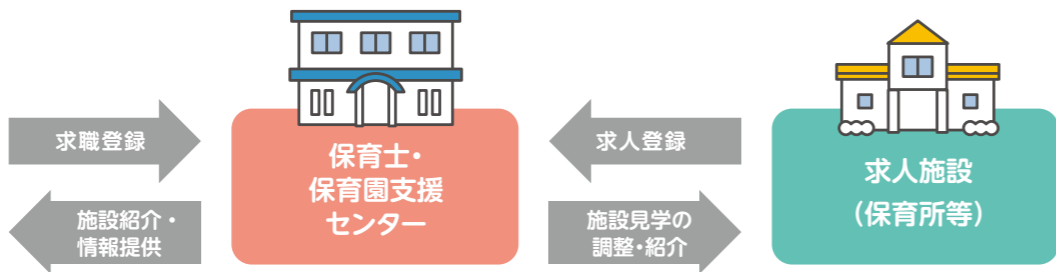 求職登録
施設紹介・
情報提供
保育士・
保育園支援
センター
求人登録
施設見学の
調整・紹介
求人施設
(保育所等)